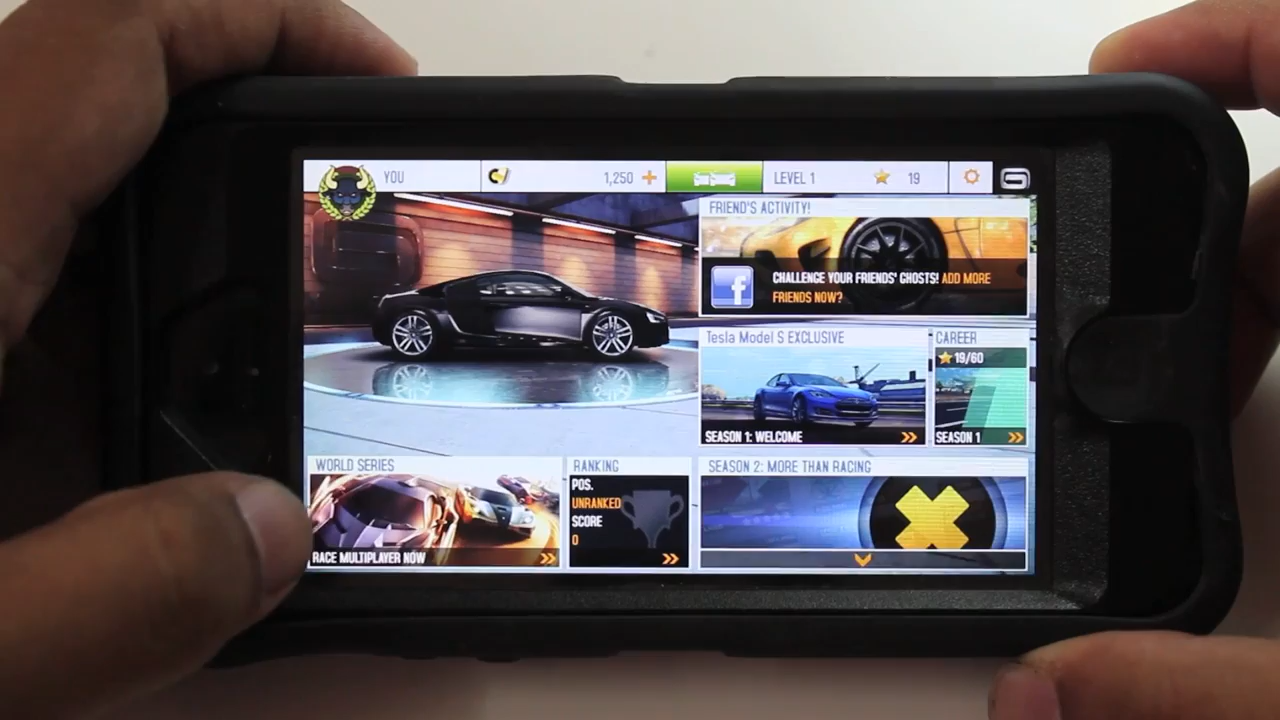 YOU
1,250
LEVEL 1
19
FRIEND'S ACTIVITY!
CHALLENGE YOUR FRIENDS' GHOSTS! ADD MORE
FRIENDS NOW?
Tesla Model S EXCLUSIVE
SEASON 1: WELCOME
CAREER
19/60
SEASON 1
WORLD SERIES
RACE MULTIPLAYER NOW
RANKING
POS.
UNRANKED
SCORE
0
SEASON 2: MORE THAN RACING